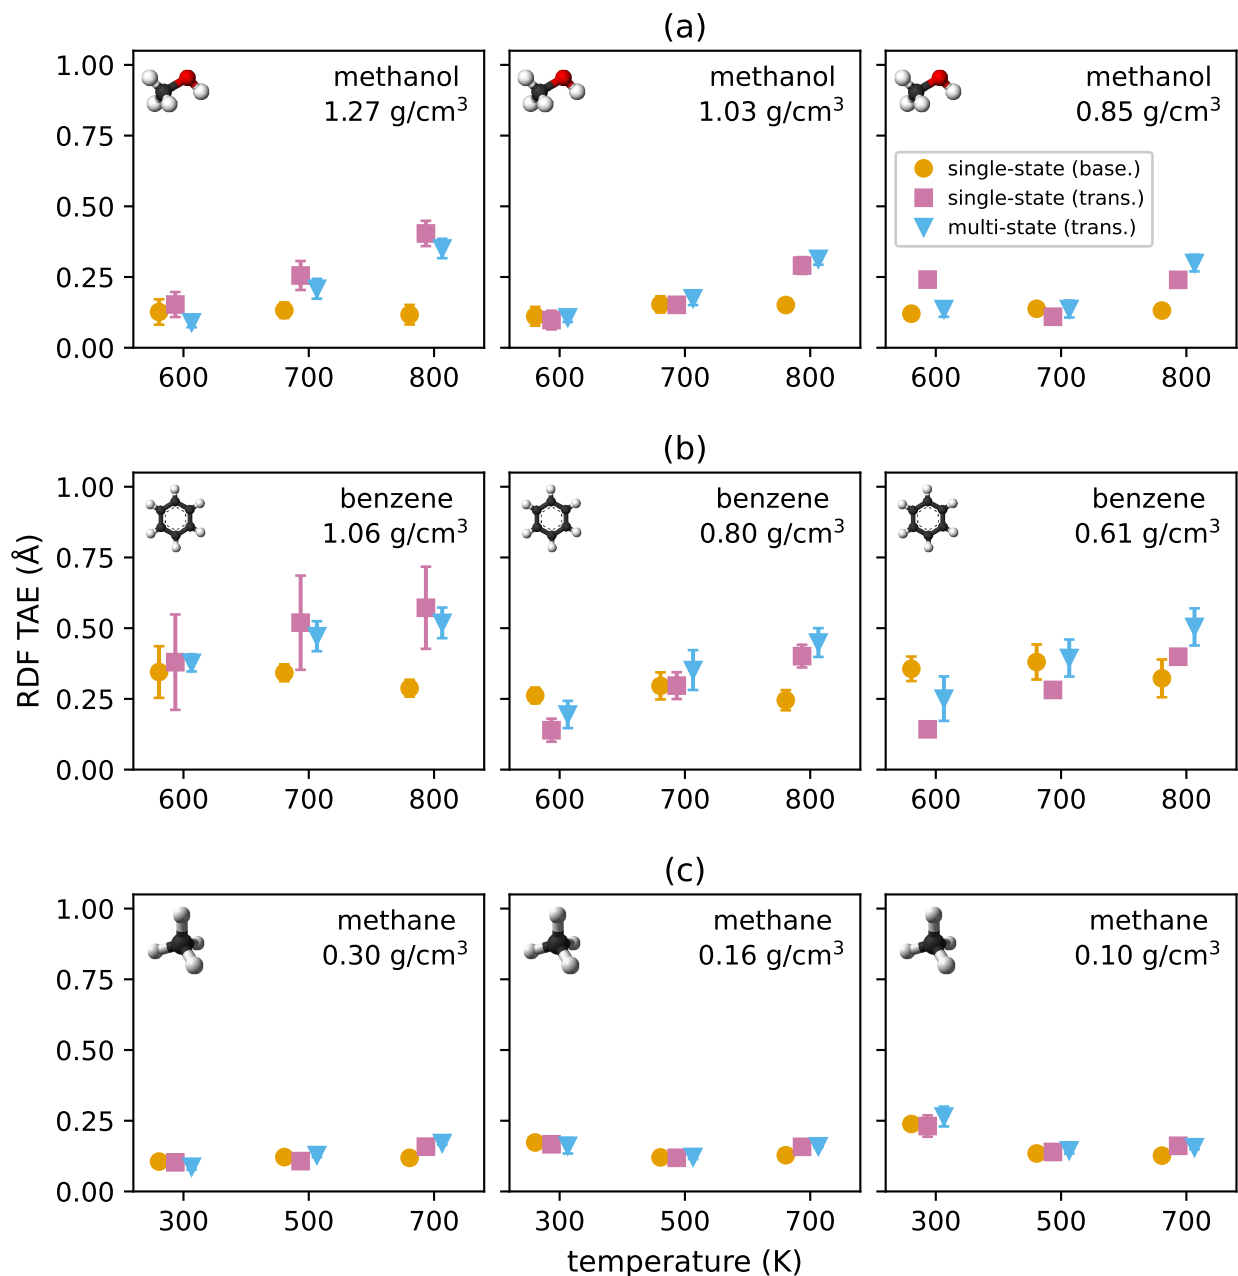 (a)
1.00
0.75
0.50
0.25
0.00
methanol
1.27 g/cm³
600 700 800
methanol
1.03 g/cm³
600 700 800
methanol
0.85 g/cm³
single-state (base.)
single-state (trans.)
multi-state (trans.)
600 700 800
(b)
RDF TAE (Å)
1.00
0.75
0.50
0.25
0.00
benzene
1.06 g/cm³
600 700 800
benzene
0.80 g/cm³
600 700 800
benzene
0.61 g/cm³
600 700 800
(c)
1.00
0.75
0.50
0.25
0.00
methane
0.30 g/cm³
300 500 700
methane
0.16 g/cm³
300 500 700
methane
0.10 g/cm³
300 500 700
temperature (K)